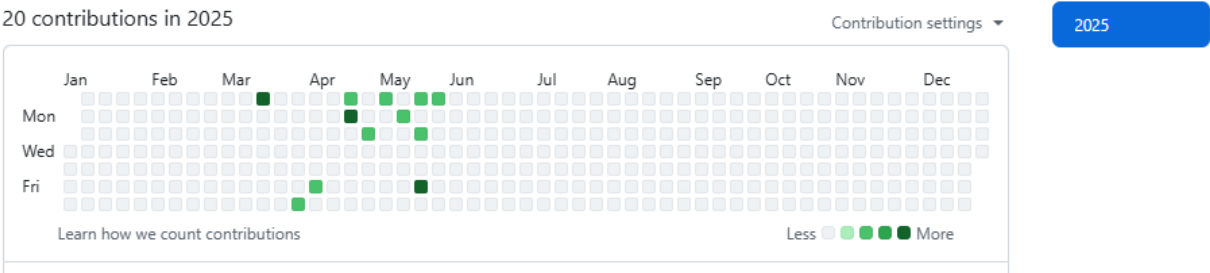 20 contributions in 2025
Contribution settings
2025
Jan Feb Mar Apr May Jun Jul Aug Sep Oct Nov Dec
Mon
Wed
Fri
Learn how we count contributions
Less More